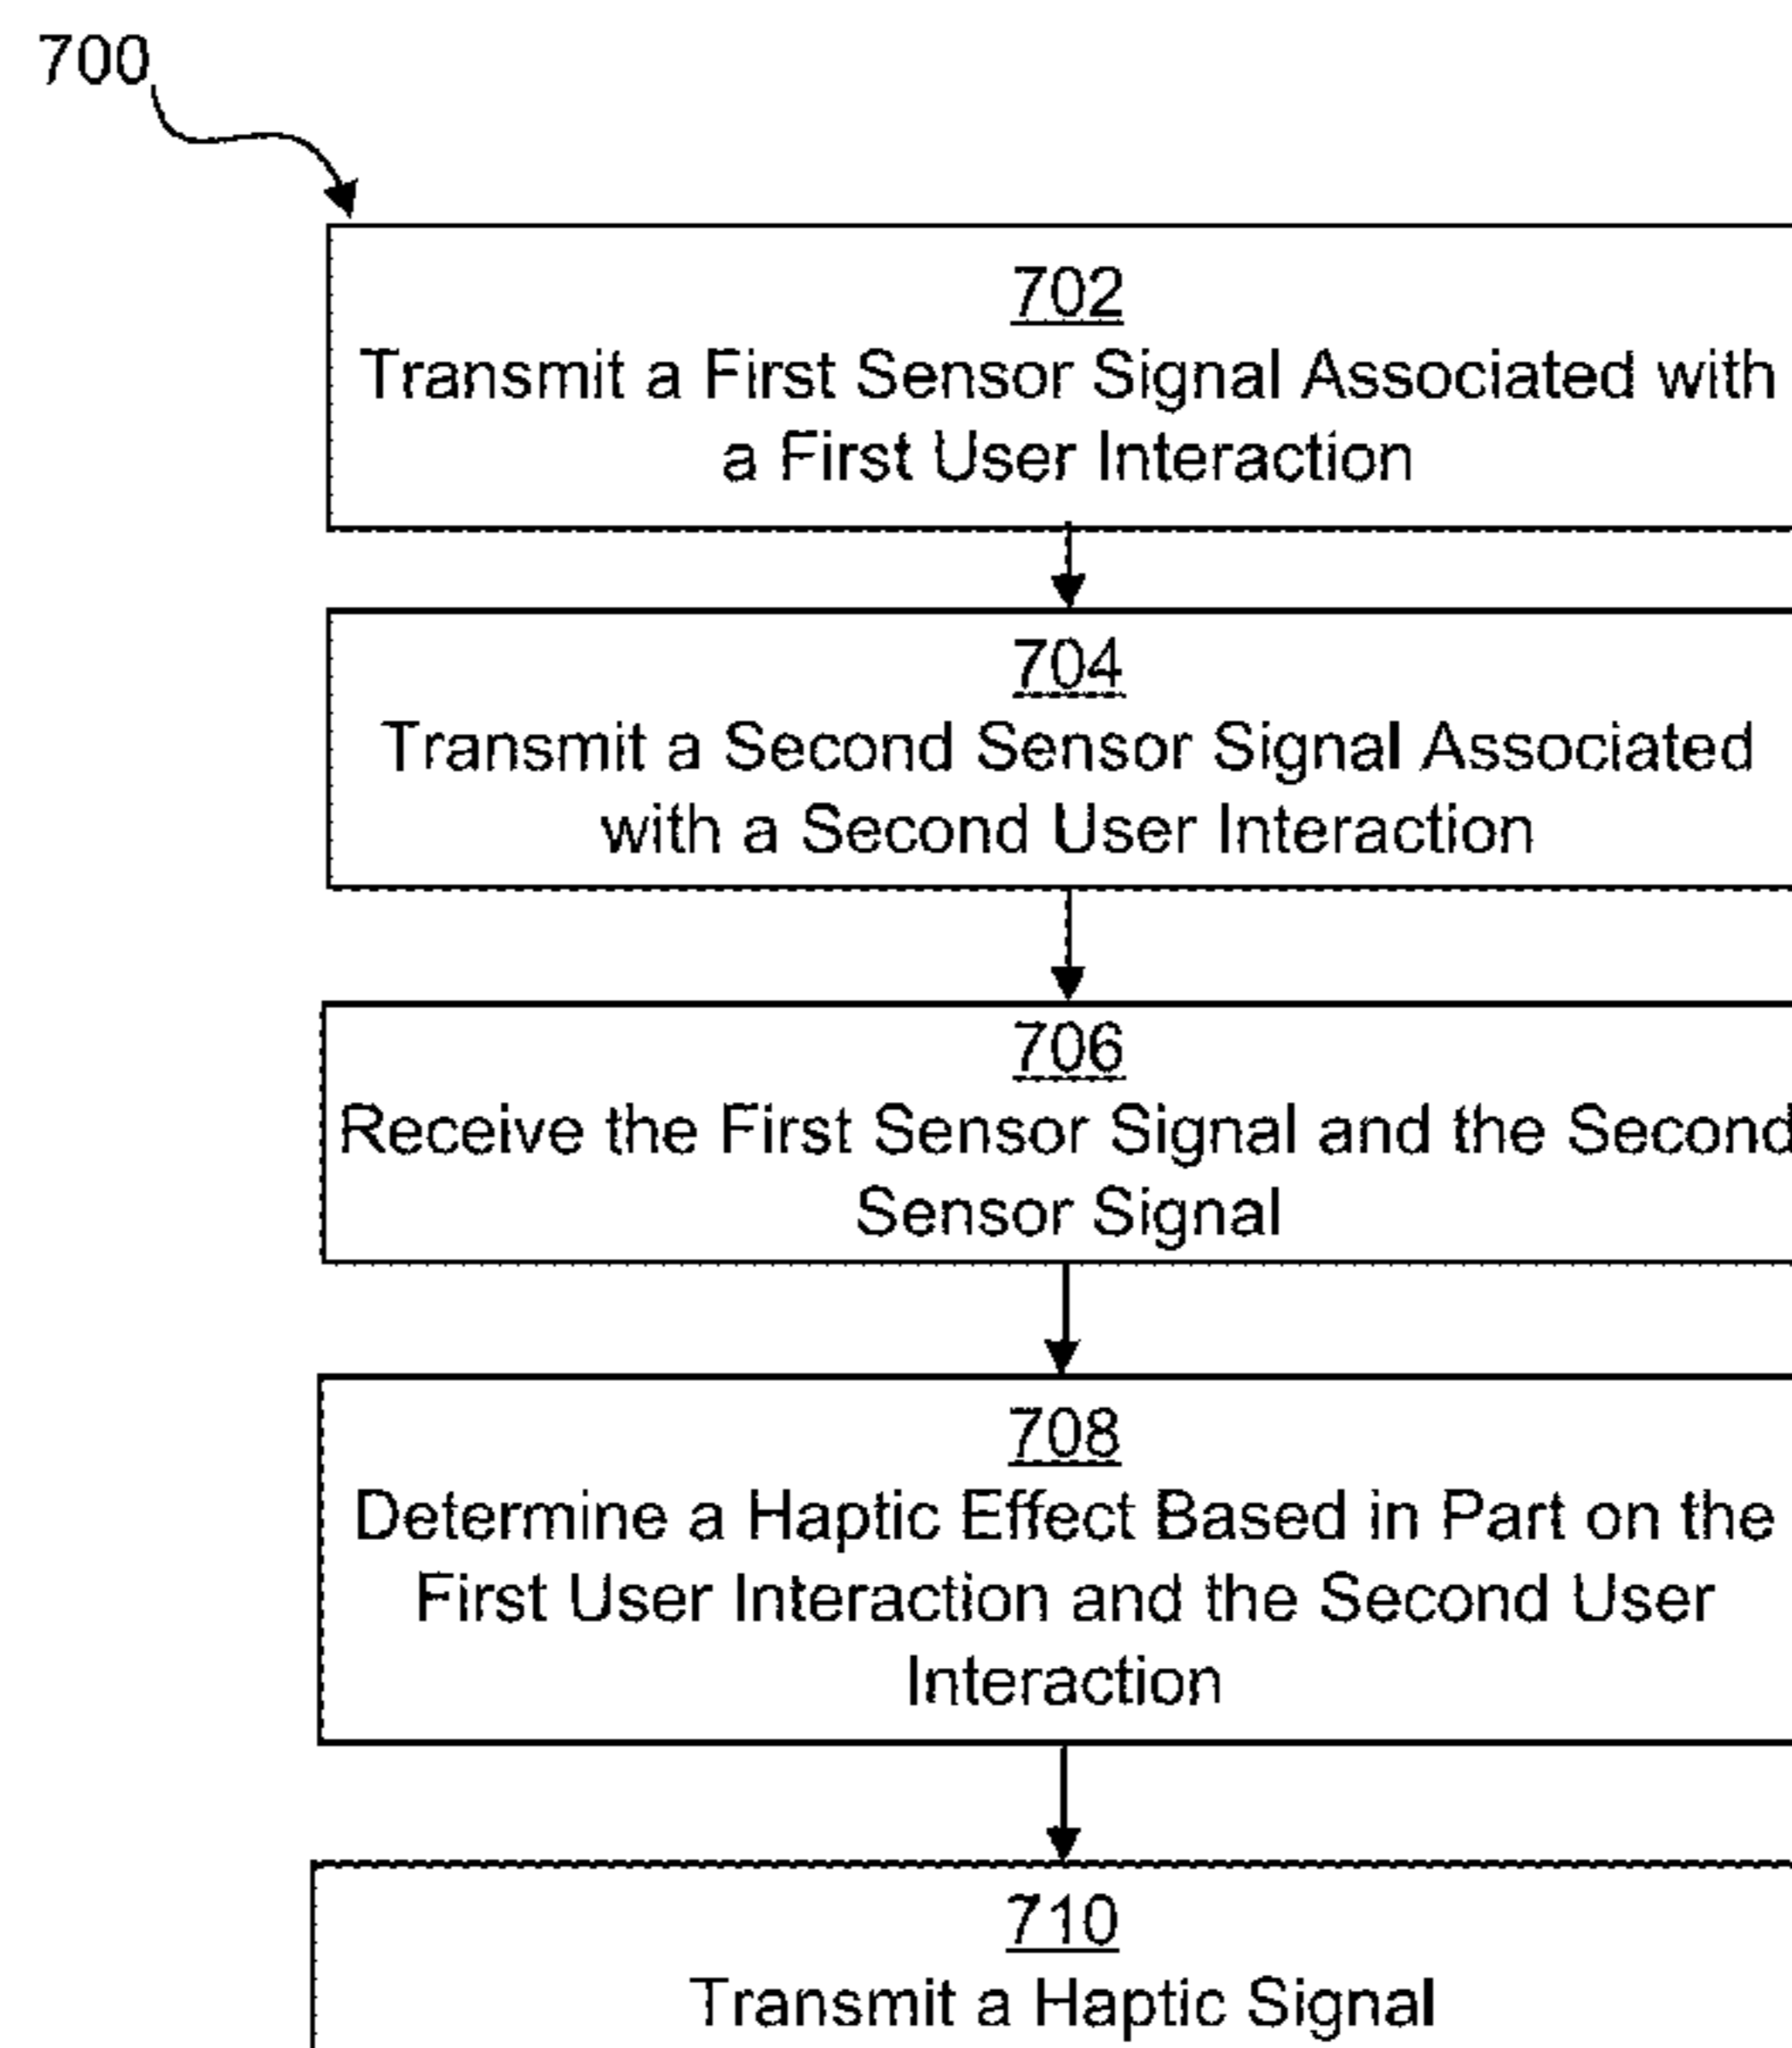 700
702
Transmit a First Sensor Signal Associated with
a First User Interaction
704
Transmit a Second Sensor Signal Associated
with a Second User Interaction
706
Receive the First Sensor Signal and the Second
Sensor Signal
708
Determine a Haptic Effect Based in Part on the
First User Interaction and the Second User
Interaction
710
Transmit a Haptic Signal